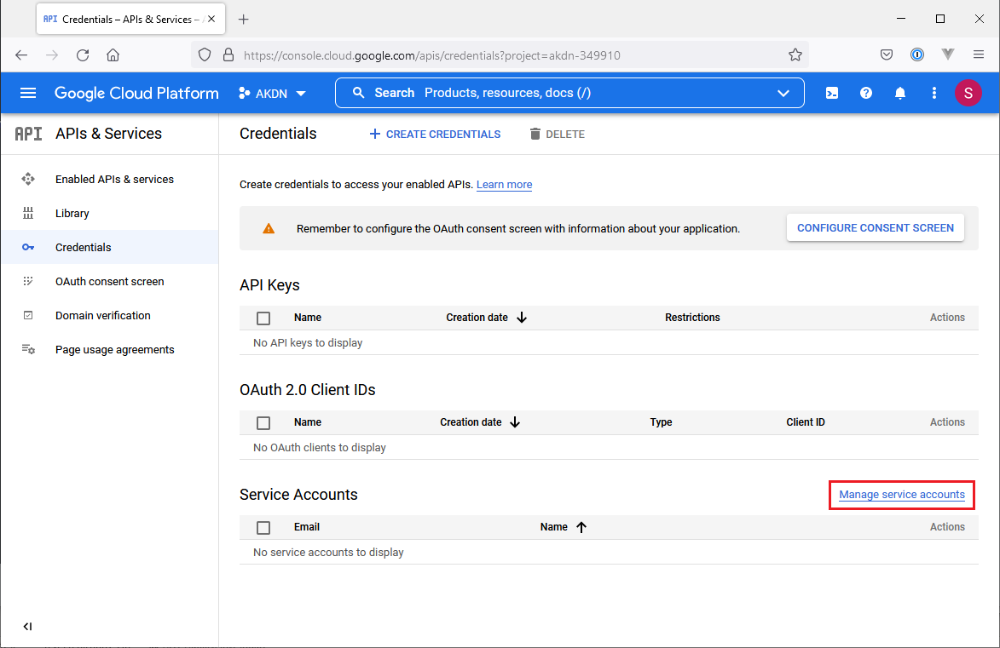 API Credentials – APIs & Services – A
https://console.cloud.google.com/apis/credentials?project=akdn-349910
Google Cloud Platform AKDN Search Products, resources, docs (/) S
API APIs & Services
Enabled APIs & services
Library
Credentials
OAuth consent screen
Domain verification
Page usage agreements
Credentials CREATE CREDENTIALS DELETE
Create credentials to access your enabled APIs. Learn more
Remember to configure the OAuth consent screen with information about your application. CONFIGURE CONSENT SCREEN
API Keys
Name Creation date Restrictions Actions
No API keys to display
OAuth 2.0 Client IDs
Name Creation date Type Client ID Actions
No OAuth clients to display
Service Accounts Manage service accounts
Email Name Actions
No service accounts to display